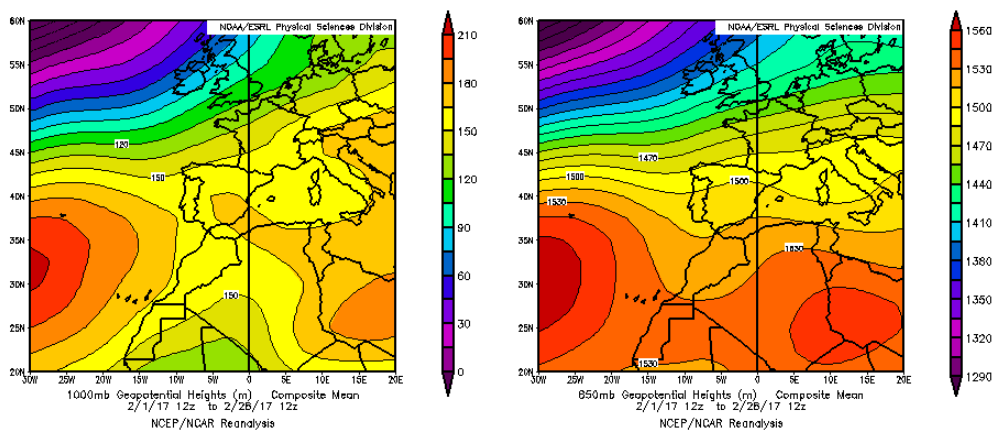 NOAA/ESRL Physical Sciences Division
60N
55N
50N
45N
40N
35N
30N
25N
20N
120
150
150
30W 25W 20W 15W 10W 5W 0 5E 10E 15E 20E
210
180
150
120
90
60
30
0
1000mb Geopotential Heights (m) Composite Mean
2/1/17 12z to 2/28/17 12z
NCEP/NCAR Reanalysis
NOAA/ESRL Physical Sciences Division
60N
55N
50N
45N
40N
35N
30N
25N
20N
1470
1500
1500
1530
1530
1530
30W 25W 20W 15W 10W 5W 0 5E 10E 15E 20E
1560
1530
1500
1470
1440
1410
1380
1350
1320
1290
850mb Geopotential Heights (m) Composite Mean
2/1/17 12z to 2/28/17 12z
NCEP/NCAR Reanalysis